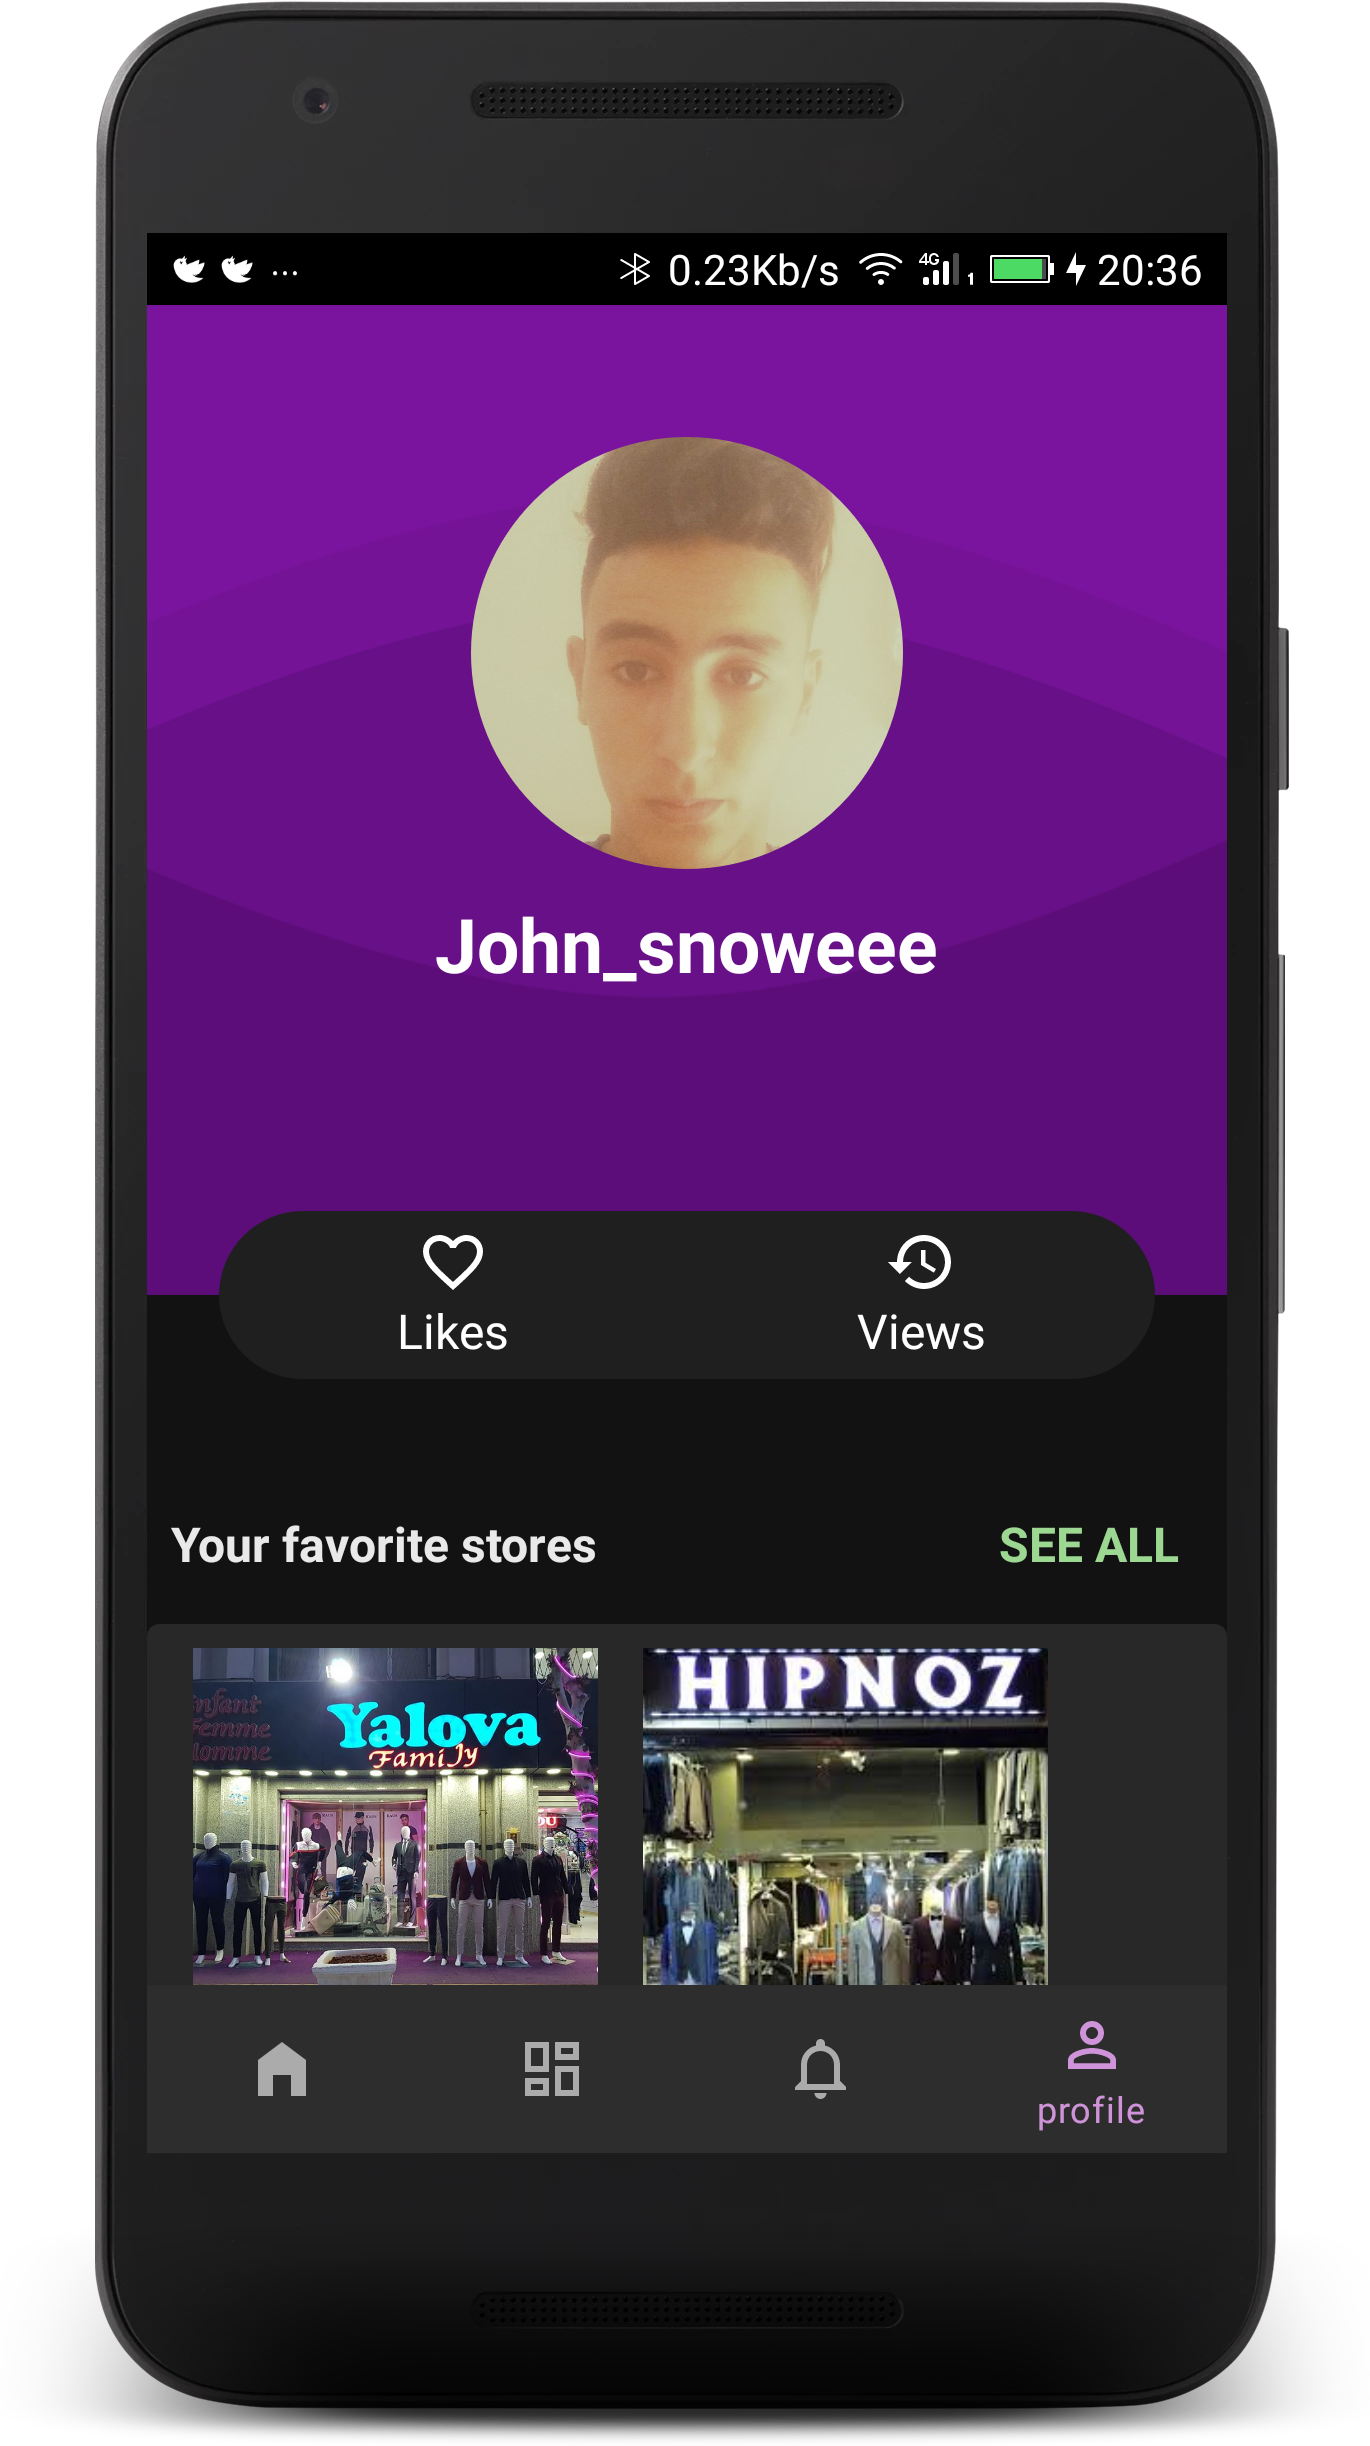 ... 0.23Kb/s 4G 1 20:36
John_snoweee
Likes Views
Your favorite stores SEE ALL
Enfant
Femme
Homme
Yalova
Family
HIPNOZ
profile